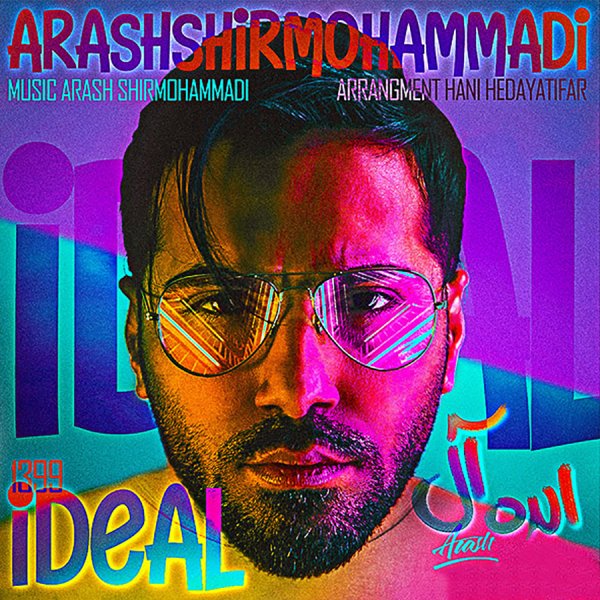 ARASHSHiRMOHAMMADi
MUSIC ARASH SHIRMOHAMMADI
ARRANGMENT HANI HEDAYATIFAR
iDEAL
1399
iDEAL
ایده آل
Arash